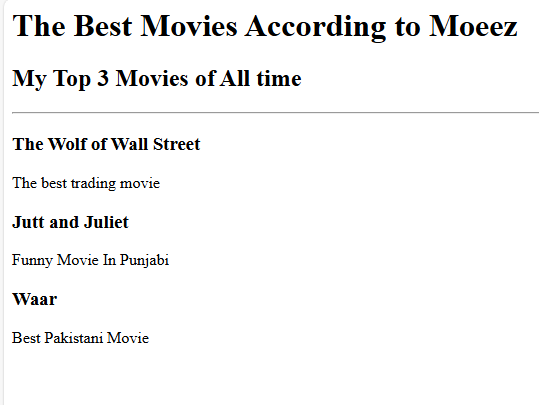 The Best Movies According to Moeez
My Top 3 Movies of All time
The Wolf of Wall Street
The best trading movie
Jutt and Juliet
Funny Movie In Punjabi
Waar
Best Pakistani Movie